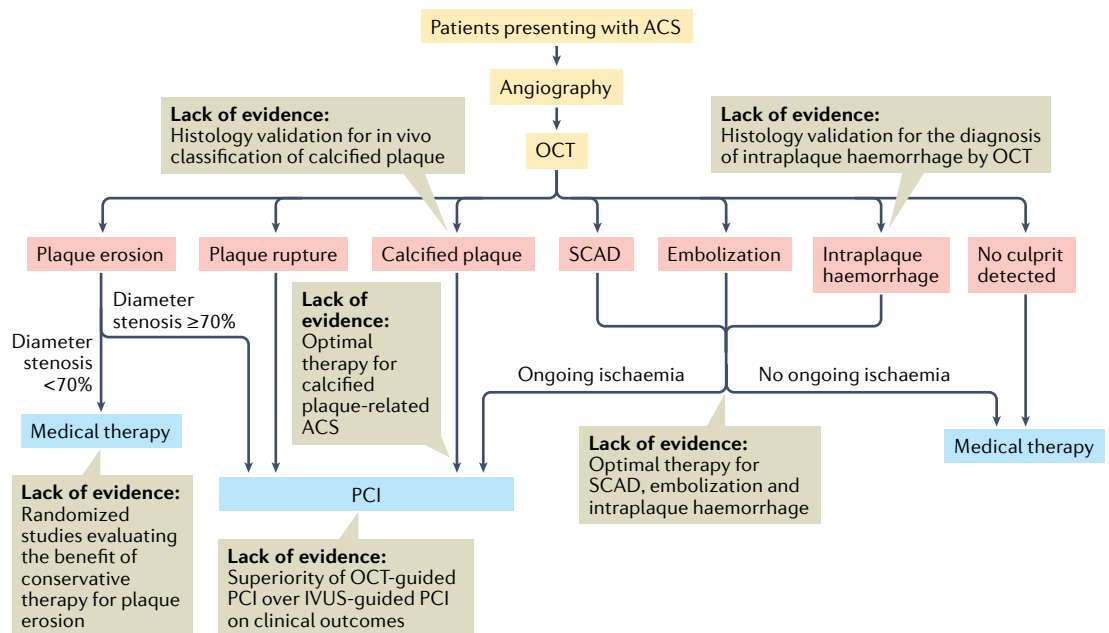 Patients presenting with ACS
Angiography
OCT
Lack of evidence:
Histology validation for in vivo
classification of calcified plaque
Lack of evidence:
Histology validation for the diagnosis
of intraplaque haemorrhage by OCT
Plaque erosion
Plaque rupture
Calcified plaque
SCAD
Embolization
Intraplaque
haemorrhage
No culprit
detected
Diameter
stenosis ≥70%
Diameter
stenosis
<70%
Lack of
evidence:
Optimal
therapy for
calcified
plaque-related
ACS
Ongoing ischaemia
No ongoing ischaemia
Medical therapy
Medical therapy
Lack of evidence:
Optimal therapy for
SCAD, embolization and
intraplaque haemorrhage
PCI
Lack of evidence:
Randomized
studies evaluating
the benefit of
conservative
therapy for plaque
erosion
Lack of evidence:
Superiority of OCT-guided
PCI over IVUS-guided PCI
on clinical outcomes